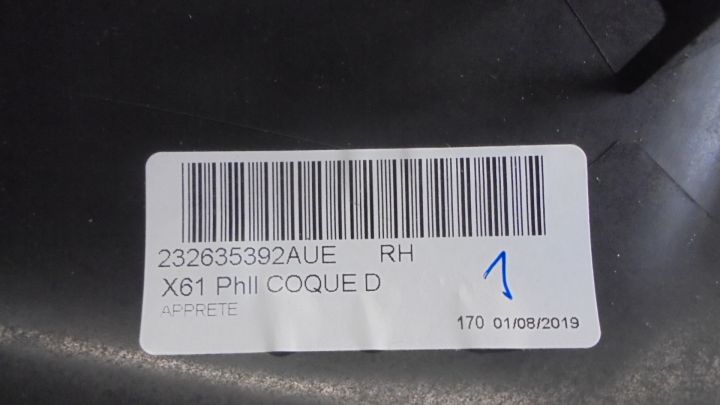 232635392AUE RH
X61 PhII COQUE D
APPRETE
1
170 01/08/2019